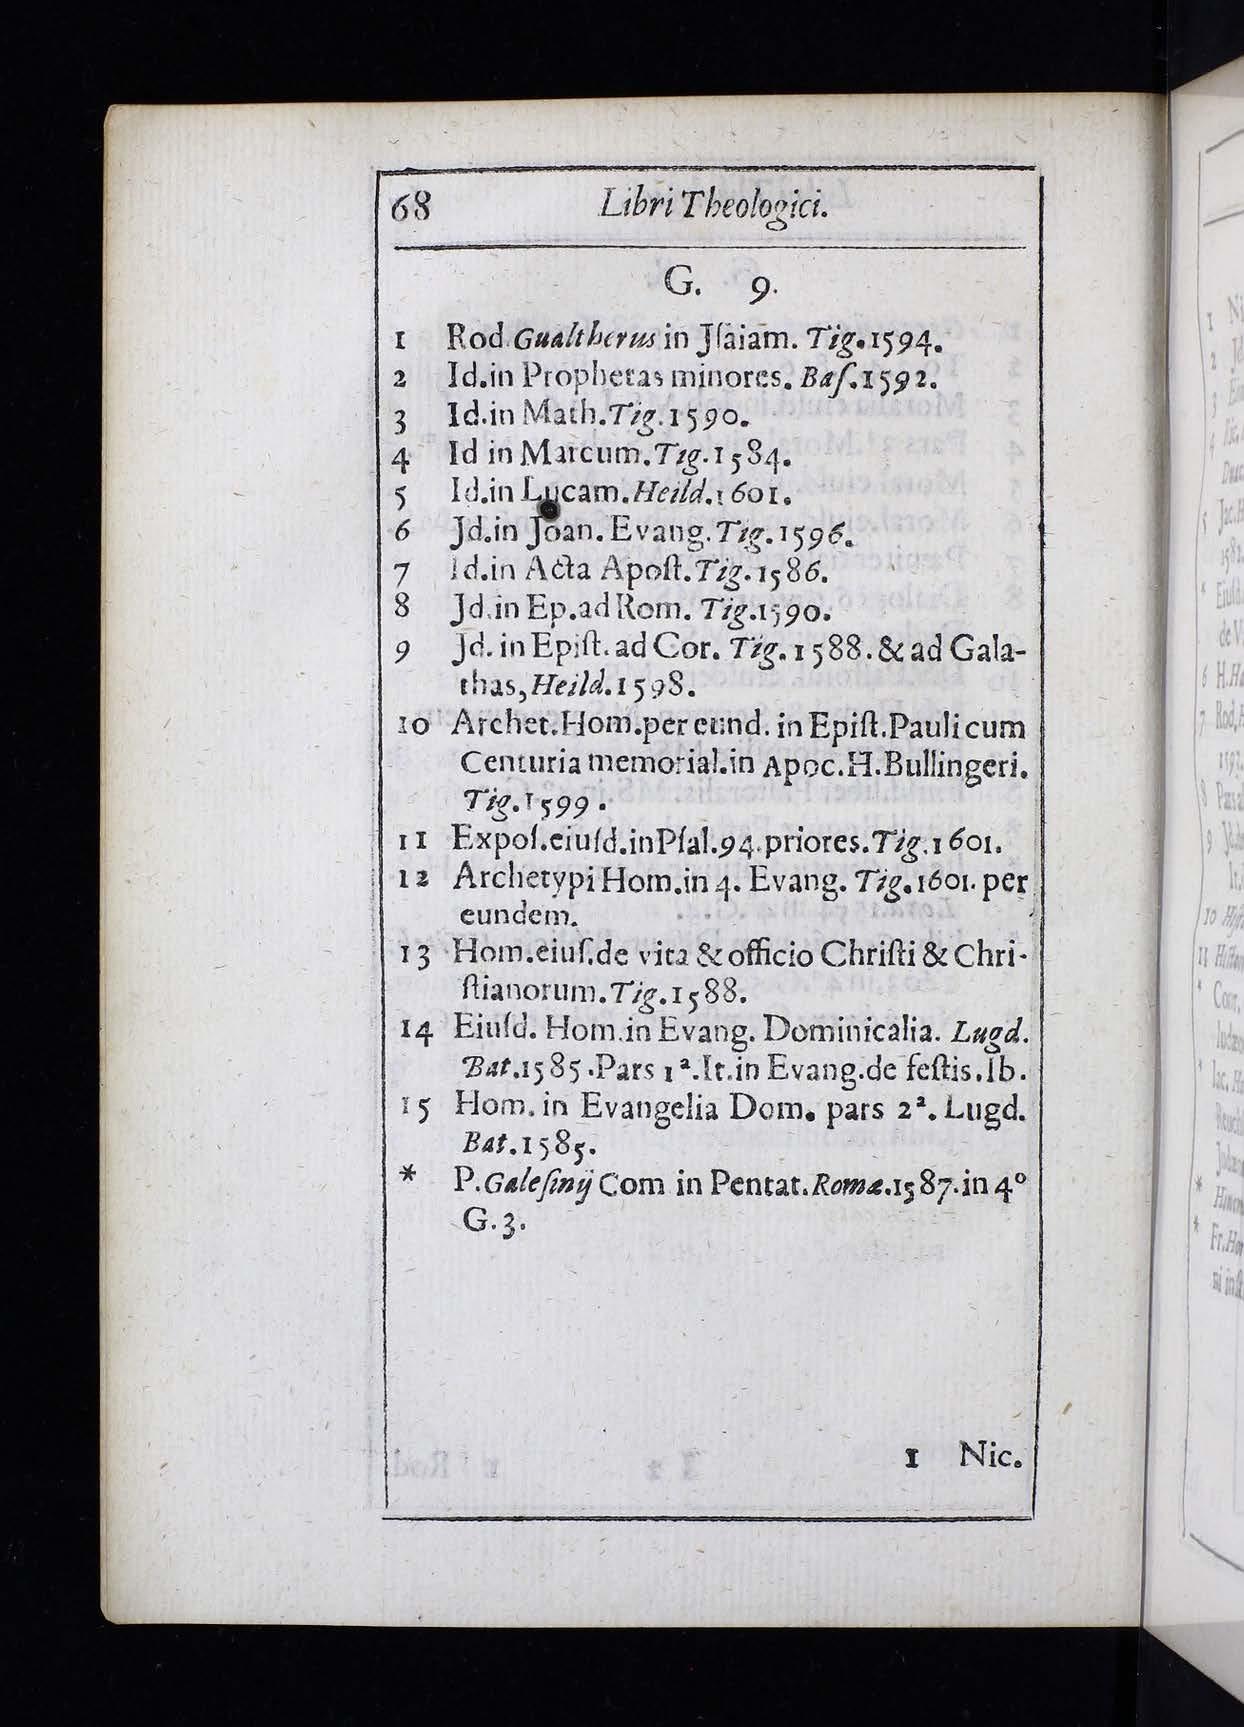 68 Libri Theologici.
G. 9.
1 Rod. Gualtherus in Jſaiam. Tig. 1594.
2 Id. in Prophetas minores. Baſ. 1592.
3 Id. in Math. Tig. 1590.
4 Id in Marcum. Tig. 1584.
5 Id. in Lucam. Heild. 1601.
6 Jd. in Joan. Evang. Tig. 1596.
7 Id. in Acta Apoſt. Tig. 1586.
8 Jd. in Ep. ad Rom. Tig. 1590.
9 Jd. in Epiſt. ad Cor. Tig. 1588. & ad Gala-
thas, Heild. 1598.
10 Archet. Hom. per eund. in Epiſt. Pauli cum
Centuria memorial. in Apoc. H. Bullingeri.
Tig. 1599.
11 Expoſ. eiuſd. in Pſal. 94. priores. Tig. 1601.
12 Archetypi Hom. in 4. Evang. Tig. 1601. per
eundem.
13 Hom. eiuſ. de vita & officio Chriſti & Chri-
ſtianorum. Tig. 1588.
14 Eiuſd. Hom. in Evang. Dominicalia. Lugd.
Bat. 1585. Pars 1ª. It. in Evang. de feſtis. Ib.
15 Hom. in Evangelia Dom. pars 2ª. Lugd.
Bat. 1585.
* P. Galeſinij Com in Pentat. Romæ. 1587. in 4º
G. 3.
1 Nic.